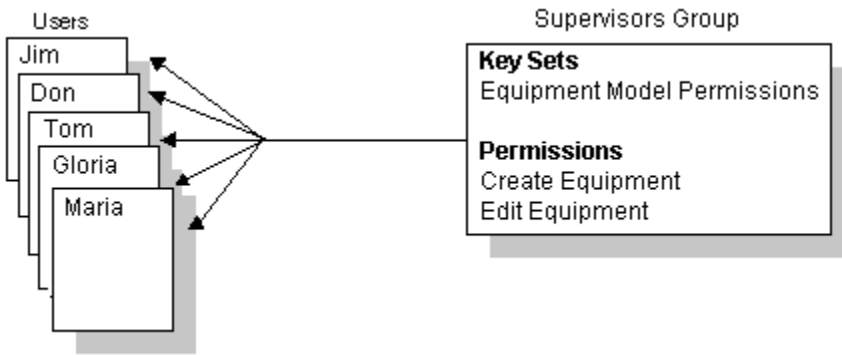 Users
Jim
Don
Tom
Gloria
Maria
Supervisors Group
Key Sets
Equipment Model Permissions
Permissions
Create Equipment
Edit Equipment